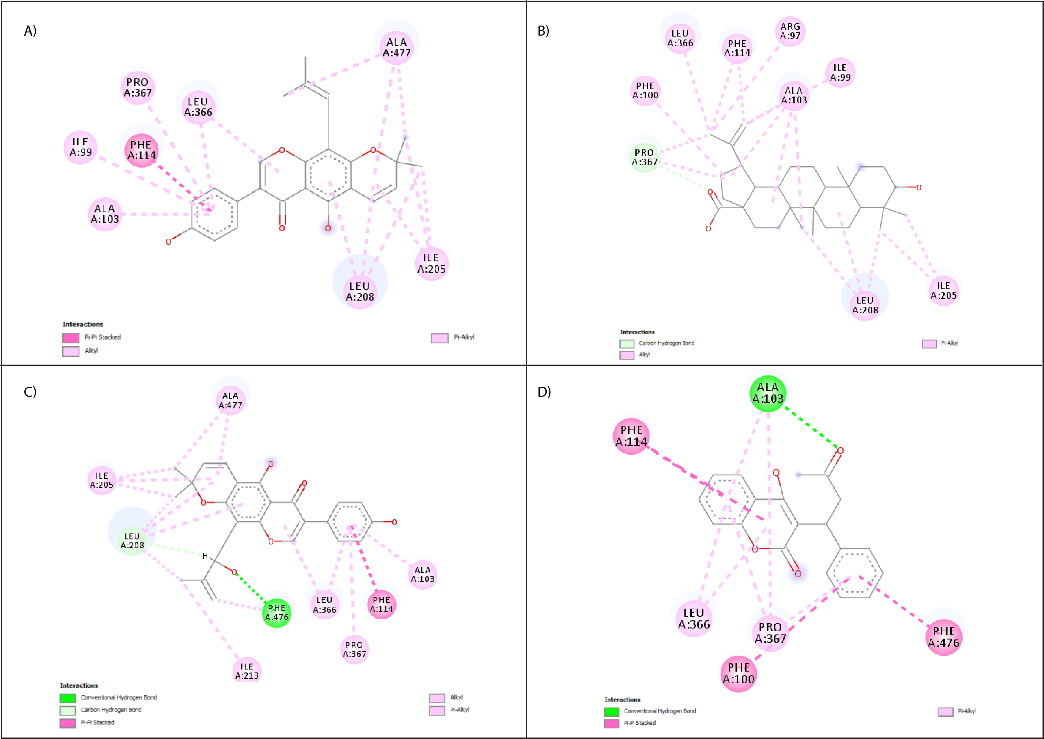 A)
ALA
A:477
PRO
A:367
LEU
A:366
PHE
A:114
ILE
A:99
ALA
A:103
O
O
O
O
O
ILE
A:205
LEU
A:208
Interactions
Pi-Pi Stacked
Alkyl
Pi-Alkyl
B)
LEU
A:366
PHE
A:114
ARG
A:97
ILE
A:99
PHE
A:100
ALA
A:103
PRO
A:367
O
O
O
LEU
A:208
ILE
A:205
Interactions
Carbon Hydrogen Bond
Alkyl
Pi-Alkyl
C)
ALA
A:477
ILE
A:205
LEU
A:208
O
O
O
O
O
H
O
ALA
A:103
LEU
A:366
PHE
A:114
PHE
A:476
PRO
A:367
ILE
A:213
Interactions
Conventional Hydrogen Bond
Carbon Hydrogen Bond
Pi-Pi Stacked
Alkyl
Pi-Alkyl
D)
ALA
A:103
PHE
A:114
O
O
O
O
LEU
A:366
PRO
A:367
PHE
A:476
PHE
A:100
Interactions
Conventional Hydrogen Bond
Pi-Pi Stacked
Pi-Alkyl